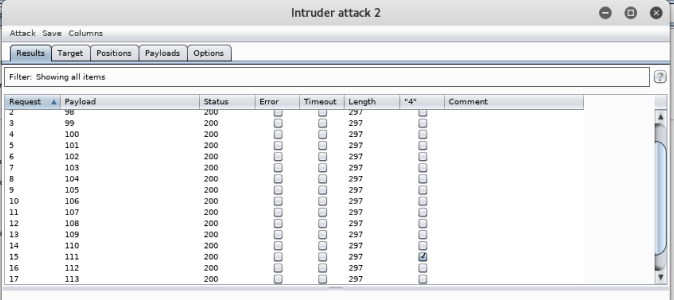 Intruder attack 2
Attack Save Columns
Results Target Positions Payloads Options
Filter: Showing all items ?
Request Payload Status Error Timeout Length "4" Comment
2 98 200 297
3 99 200 297
4 100 200 297
5 101 200 297
6 102 200 297
7 103 200 297
8 104 200 297
9 105 200 297
10 106 200 297
11 107 200 297
12 108 200 297
13 109 200 297
14 110 200 297
15 111 200 297
16 112 200 297
17 113 200 297